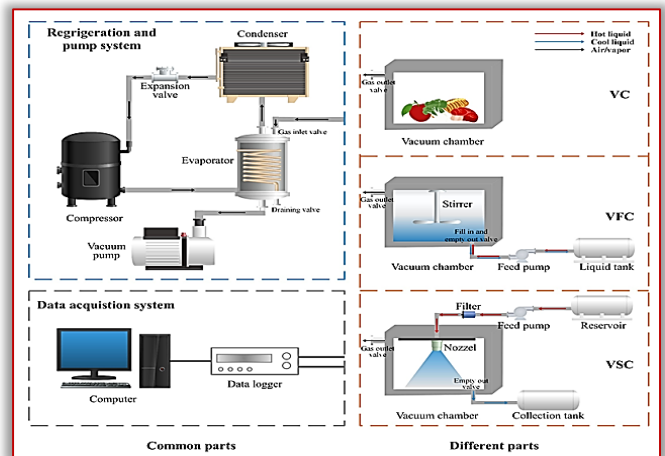 Regrigeration and
pump system
Condenser
Expansion
valve
Gas inlet valve
Evaporator
Compressor
Draining valve
Vacuum
pump
Data acquistion system
Computer
Data logger
Common parts
Hot liquid
Cool liquid
Air/vapor
Gas outlet
valve
VC
Vacuum chamber
Gas outlet
valve
Stirrer
VFC
Fill in and
empty out valve
Vacuum chamber
Feed pump
Liquid tank
Filter
Feed pump
Reservoir
Gas outlet
valve
Nozzel
VSC
Empty out
valve
Vacuum chamber
Collection tank
Different parts